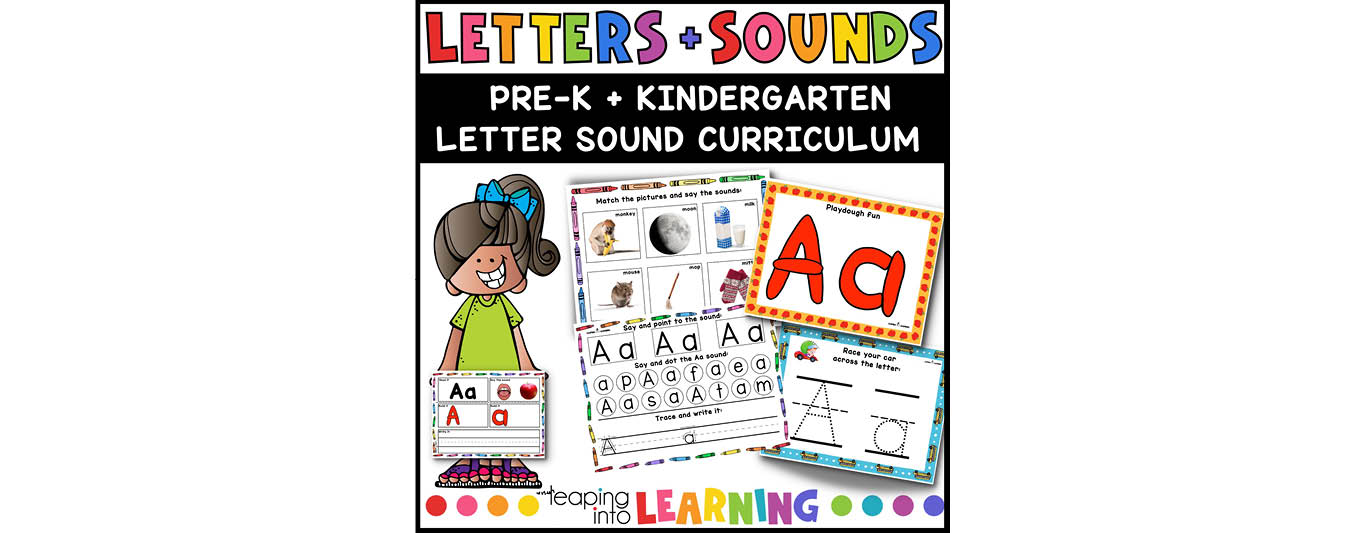 LETTERS + SOUNDS
PRE-K + KINDERGARTEN
LETTER SOUND CURRICULUM
Match the pictures and say the sounds:
monkey
moon
milk
mouse
mop
Playdough Fun
Aa
Say and point to the sound:
Aa Aa Aa
Say and dot the Aa sound:
a p A a f a e a
A a s a A t a m
Trace and write it:
A a
Race your car
across the letter:
A a
Aa
A a
leaping
into LEARNING